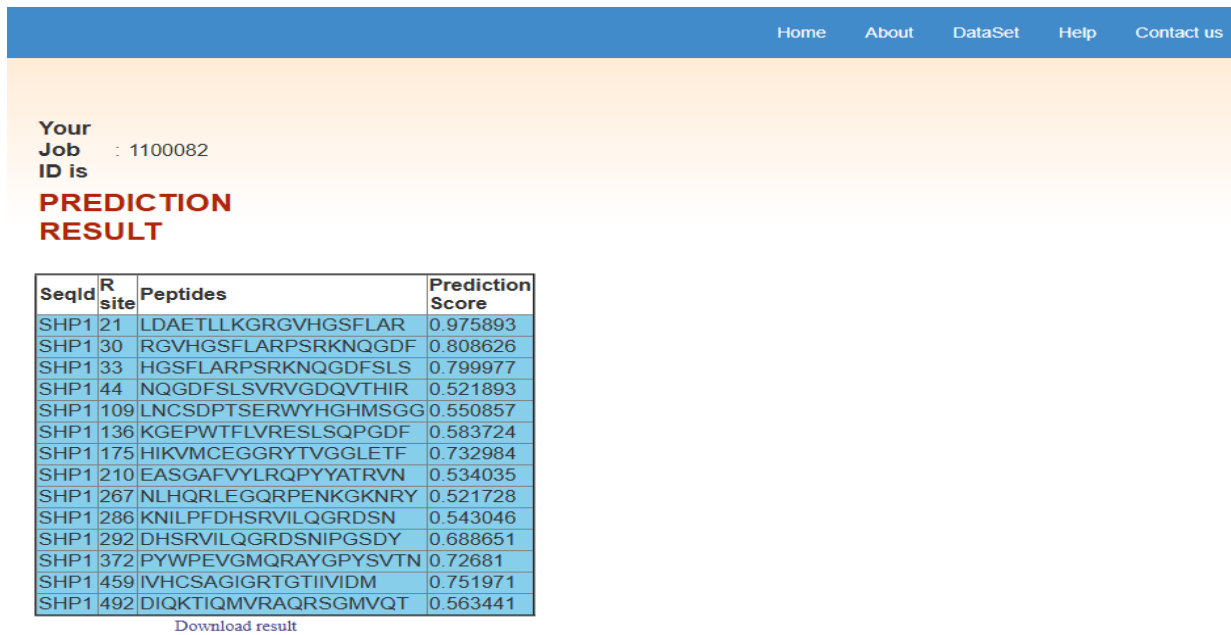 Home About DataSet Help Contact us
Your
Job : 1100082
ID is
PREDICTION
RESULT
SeqId R site Peptides Prediction Score
SHP1 21 LDAETLLKGRGVHGSFLAR 0.975893
SHP1 30 RGVHGSFLARPSRKNQGDF 0.808626
SHP1 33 HGSFLARPSRKNQGDFSLS 0.799977
SHP1 44 NQGDFSLSVRVGDQVTHIR 0.521893
SHP1 109 LNCSDPTSERWYHGHMSGG 0.550857
SHP1 136 KGEPWTFLVRESLSQPGDF 0.583724
SHP1 175 HIKVMCEGGRYTVGGLETF 0.732984
SHP1 210 EASGAFVYLRQPYYATRVN 0.534035
SHP1 267 NLHQRLEGQRPENKGKNRY 0.521728
SHP1 286 KNILPFDHSRVILQGRDSN 0.543046
SHP1 292 DHSRVILQGRDSNIPGSDY 0.688651
SHP1 372 PYWPEVGMQRAYGPYSVTN 0.72681
SHP1 459 IVHCSAGIGRTGTIIVIDM 0.751971
SHP1 492 DIQKTIQMVRAQRSGMVQT 0.563441
Download result